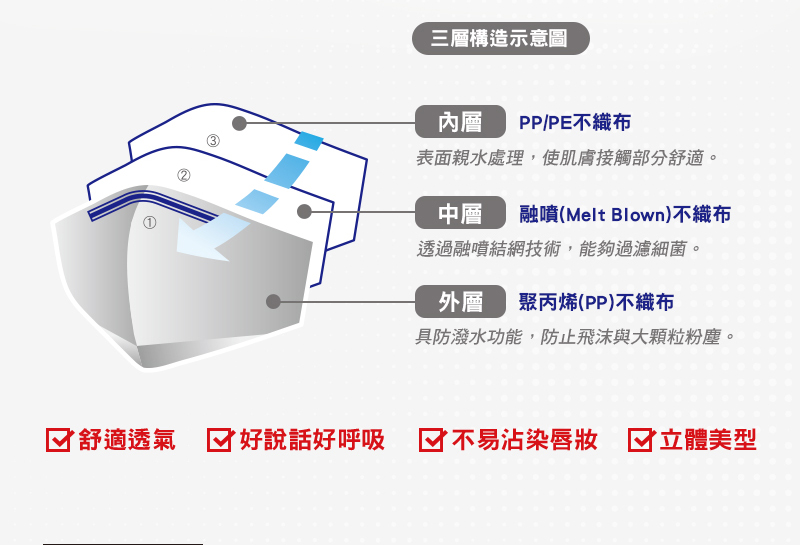 三層構造示意圖
③
內層 PP/PE不織布
表面親水處理，使肌膚接觸部分舒適。
②
中層 融噴(Melt Blown)不織布
①
透過融噴結網技術，能夠過濾細菌。
外層 聚丙烯(PP)不織布
具防潑水功能，防止飛沫與大顆粒粉塵。
舒適透氣 好說話好呼吸 不易沾染唇妝 立體美型